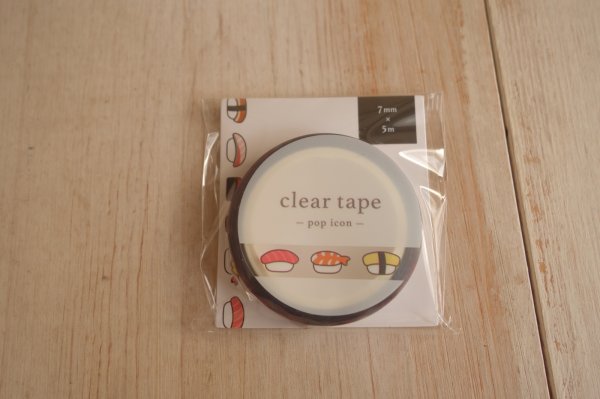 7mm
×
5m
clear tape
— pop icon —